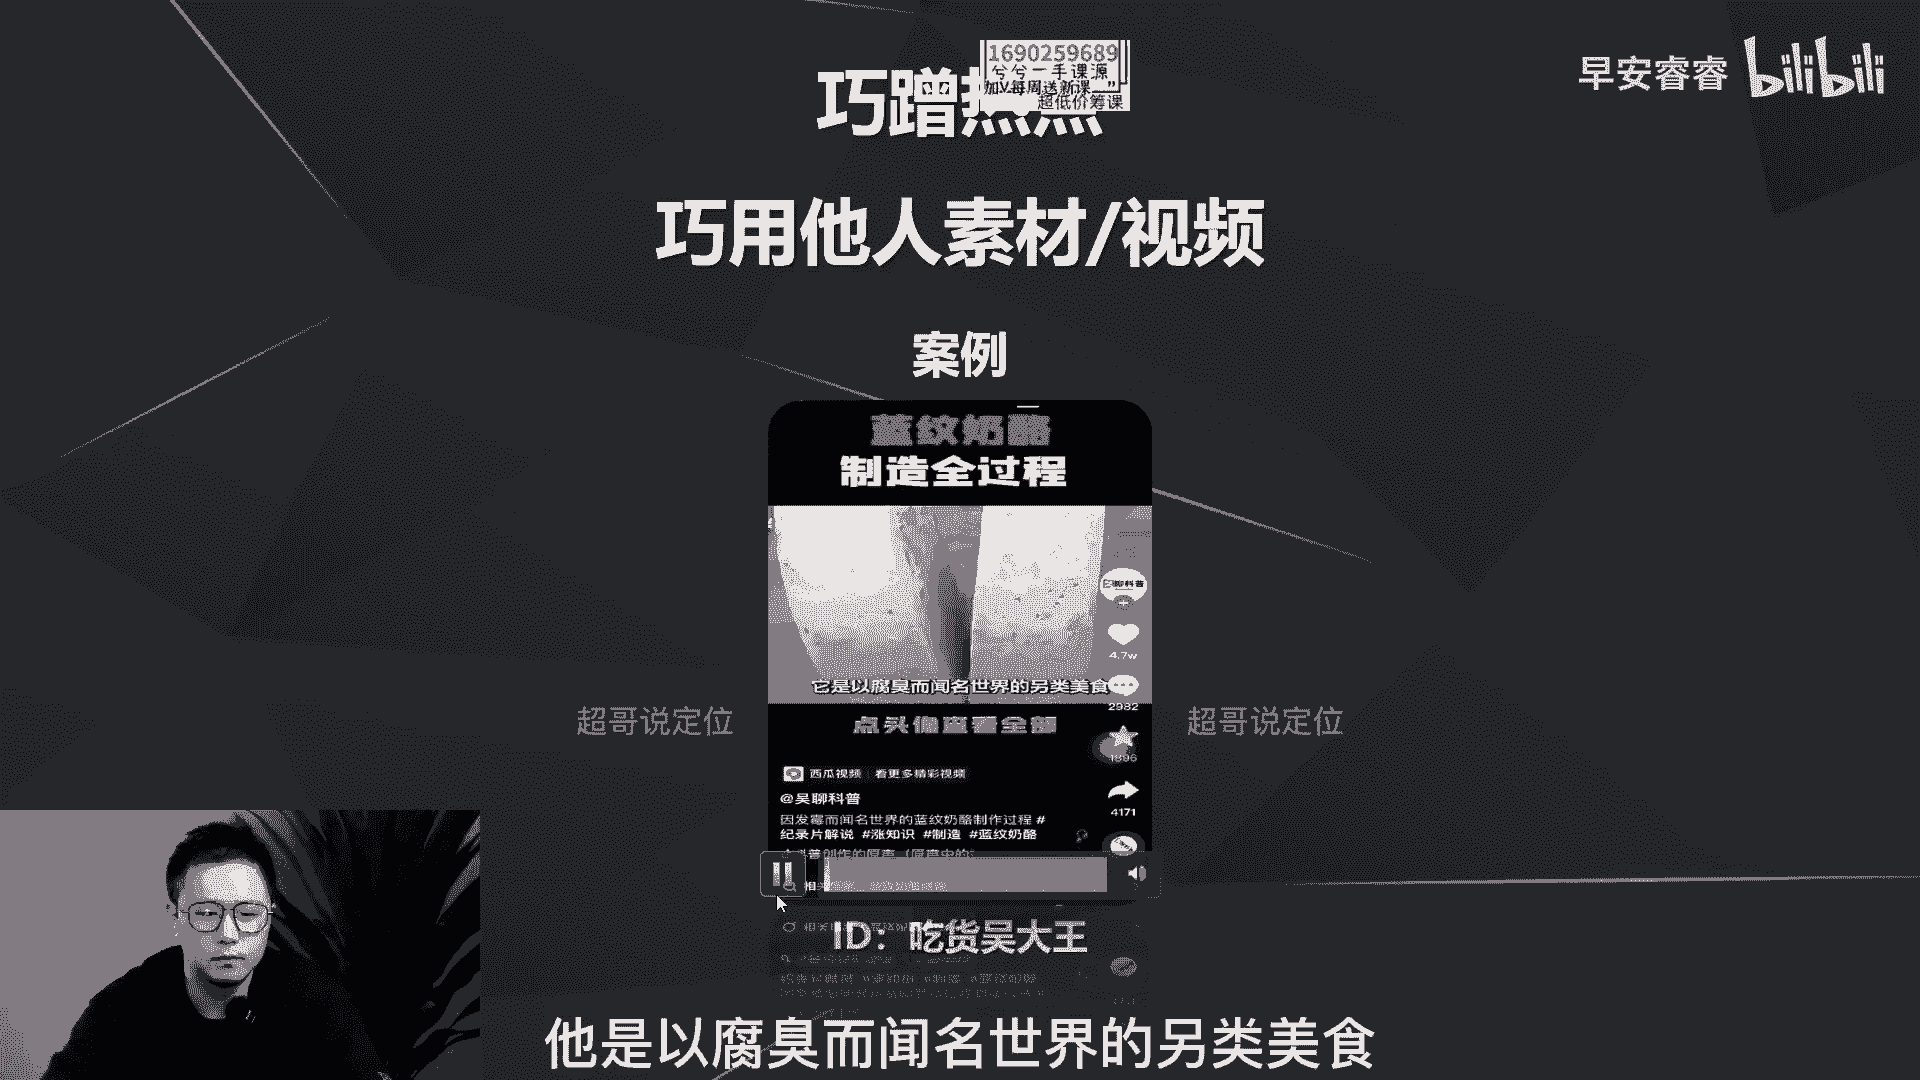 早安睿睿 bilibili
1690259689
兮兮一手课源
加V每周送新课
超低价筹课
巧蹭热点
巧用他人素材/视频
案例
蓝纹奶酪
制造全过程
聊科普
4.7w
它是以腐臭而闻名世界的另类美食
2982
点头像查看全部
1896
西瓜视频 看更多精彩视频
@吴聊科普
4171
因发霉而闻名世界的蓝纹奶酪制作过程 #
纪录片解说 #涨知识 #制造 #蓝纹奶酪
超哥说定位
超哥说定位
ID：吃货吴大王
他是以腐臭而闻名世界的另类美食